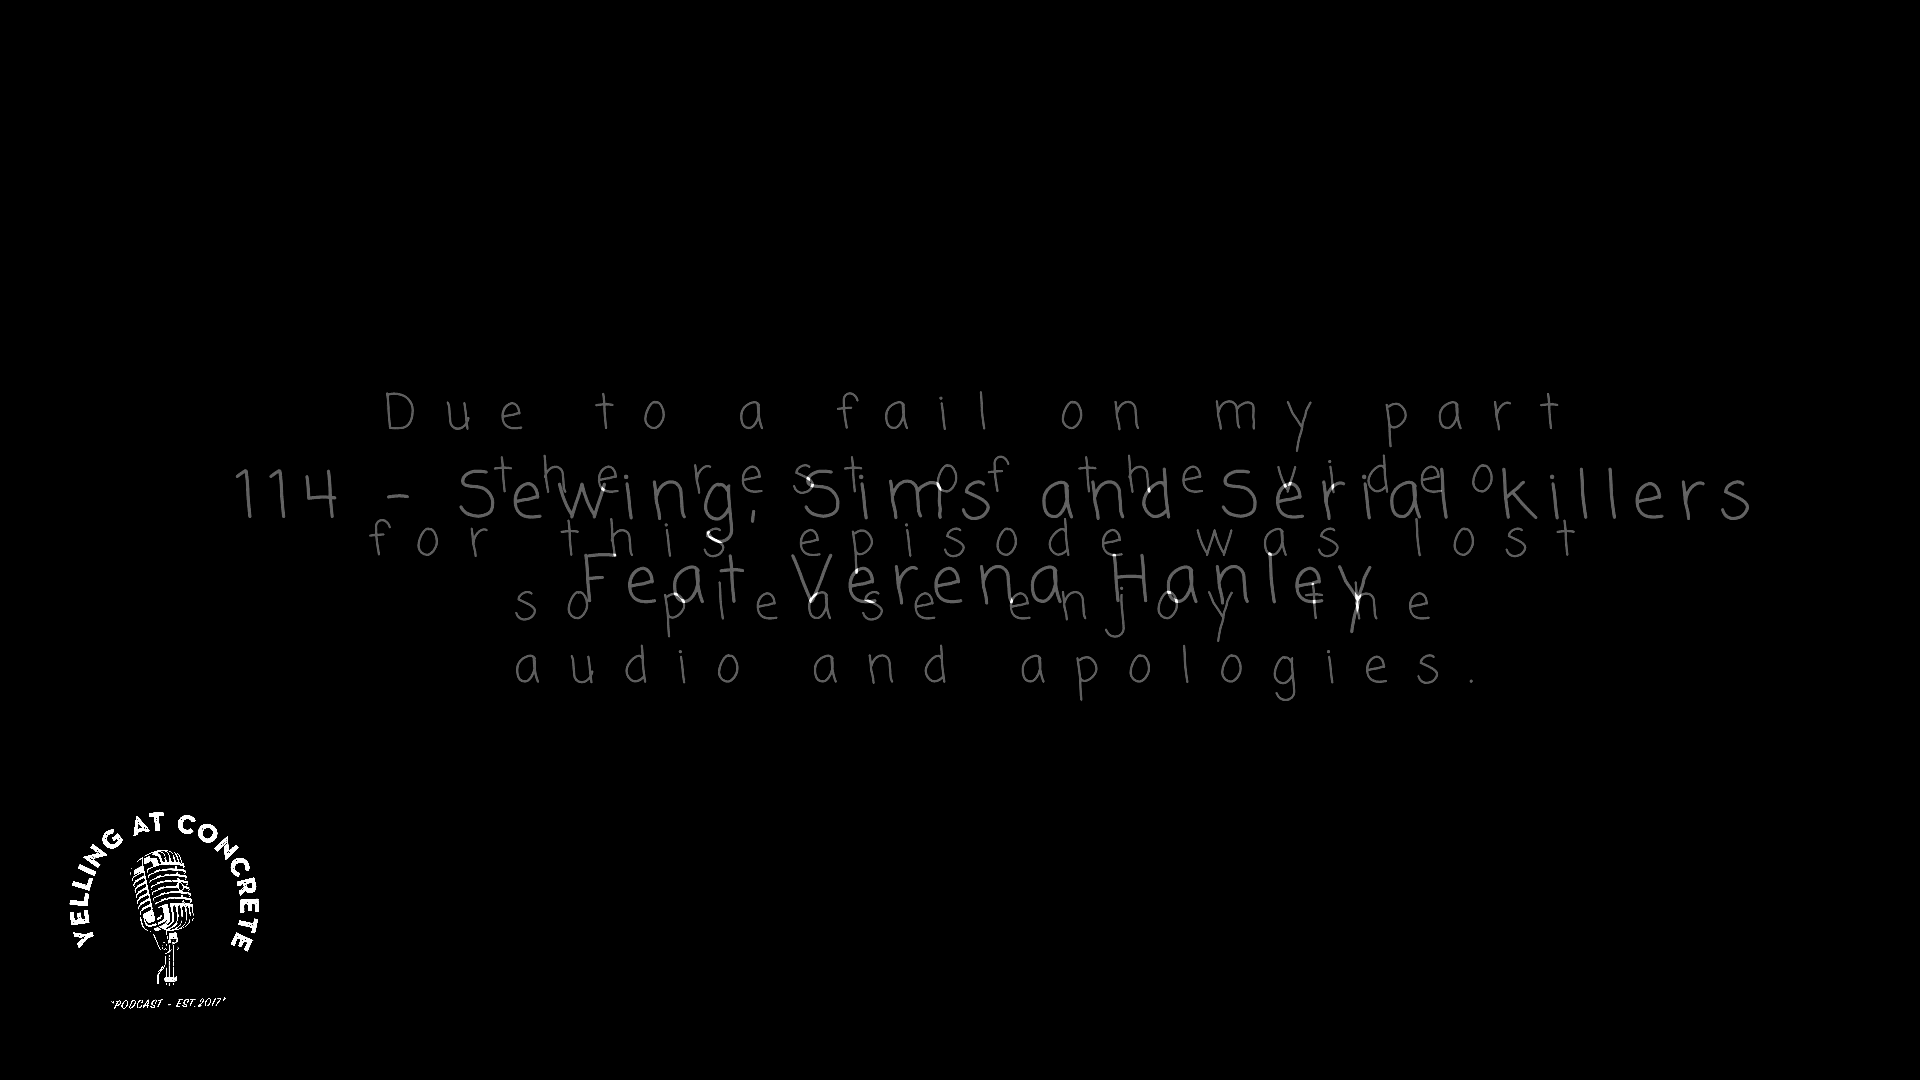 Due to a fail on my part
the rest of the video
for this episode was lost
so please enjoy the
audio and apologies.
114 - Sewing, Sims and Serial killers
Feat Verena Hanley
YELLING AT CONCRETE
"PODCAST - EST. 2017"